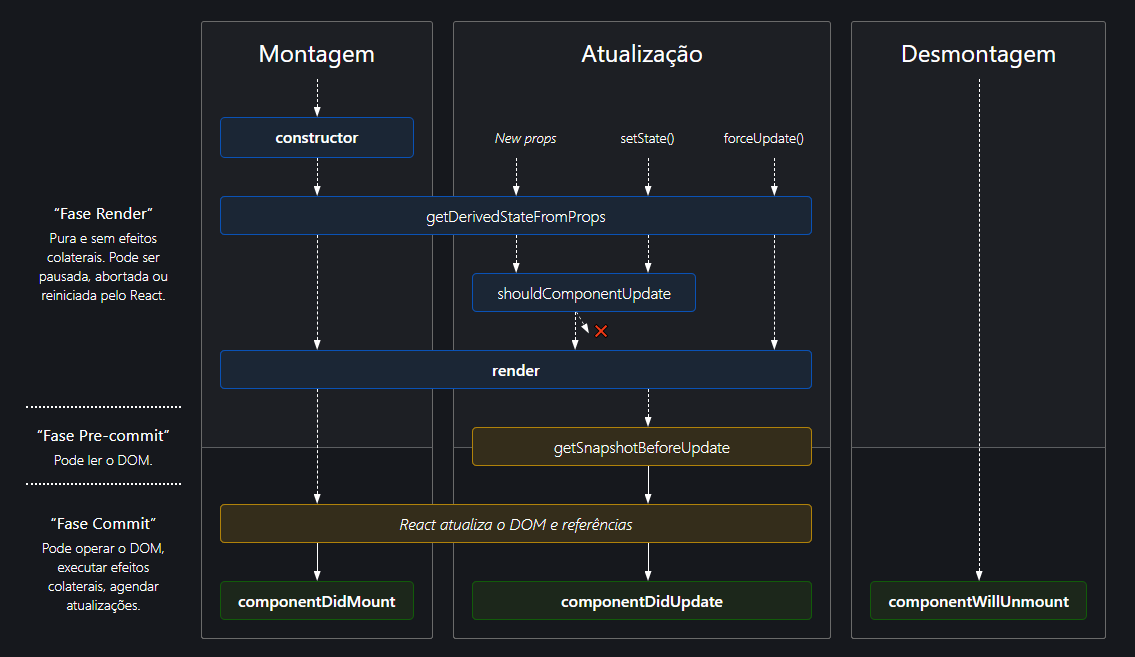 Montagem
Atualização
Desmontagem
constructor
New props
setState()
forceUpdate()
“Fase Render”
Pura e sem efeitos
colaterais. Pode ser
pausada, abortada ou
reiniciada pelo React.
getDerivedStateFromProps
shouldComponentUpdate
render
“Fase Pre-commit”
Pode ler o DOM.
getSnapshotBeforeUpdate
“Fase Commit”
Pode operar o DOM,
executar efeitos
colaterais, agendar
atualizações.
React atualiza o DOM e referências
componentDidMount
componentDidUpdate
componentWillUnmount